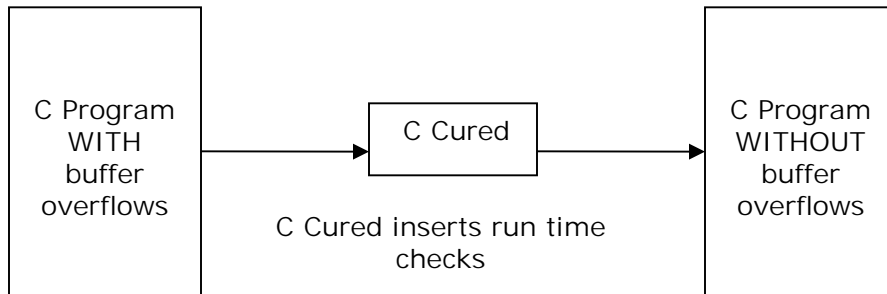 C Program
WITH
buffer
overflows
C Cured
C Cured inserts run time
checks
C Program
WITHOUT
buffer
overflows